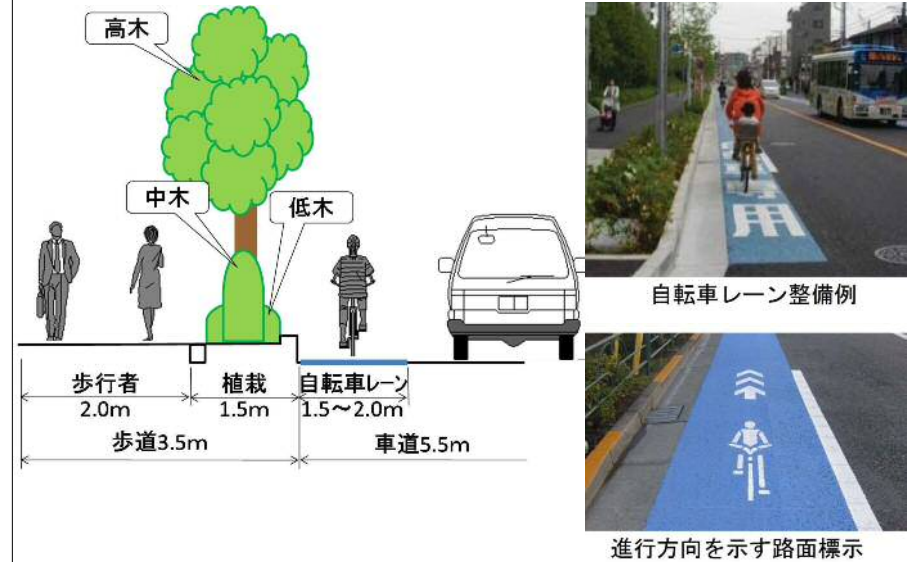 高木
中木
低木
歩行者
2.0m
植栽
1.5m
自転車レーン
1.5〜2.0m
歩道3.5m
車道5.5m
用
自転車レーン整備例
進行方向を示す路面標示